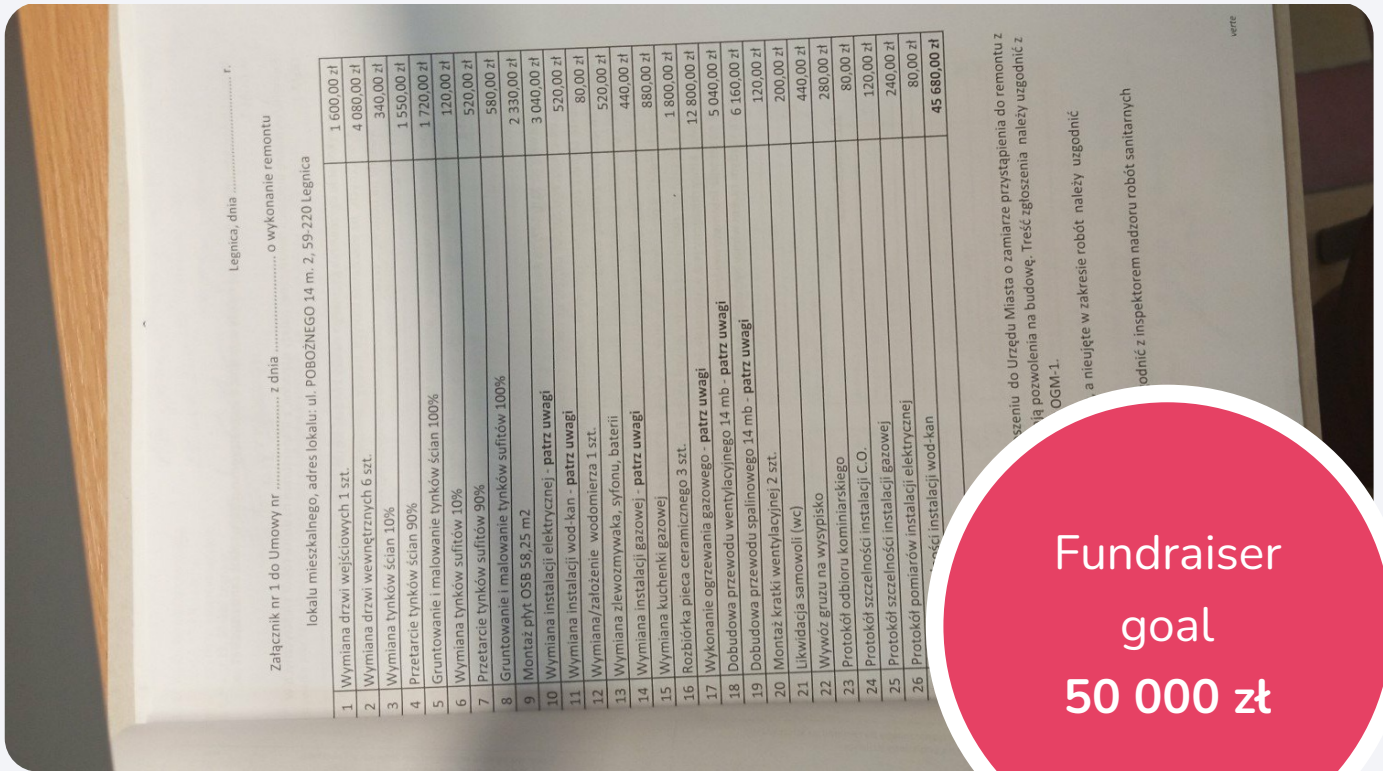 Legnica, dnia ........................ r.
Załącznik nr 1 do Umowy nr ........................ z dnia ........................ o wykonanie remontu
lokalu mieszkalnego, adres lokalu: ul. POBOŻNEGO 14 m. 2, 59-220 Legnica
1 Wymiana drzwi wejściowych 1 szt. 1 600,00 zł
2 Wymiana drzwi wewnętrznych 6 szt. 4 080,00 zł
3 Wymiana tynków ścian 10% 340,00 zł
4 Przetarcie tynków ścian 90% 1 550,00 zł
5 Gruntowanie i malowanie tynków ścian 100% 1 720,00 zł
6 Wymiana tynków sufitów 10% 120,00 zł
7 Przetarcie tynków sufitów 90% 520,00 zł
8 Gruntowanie i malowanie tynków sufitów 100% 580,00 zł
9 Montaż płyt OSB 58,25 m2 2 330,00 zł
10 Wymiana instalacji elektrycznej - patrz uwagi 3 040,00 zł
11 Wymiana instalacji wod-kan - patrz uwagi 520,00 zł
12 Wymiana/założenie wodomierza 1 szt. 80,00 zł
13 Wymiana zlewozmywaka, syfonu, baterii 520,00 zł
14 Wymiana instalacji gazowej - patrz uwagi 440,00 zł
15 Wymiana kuchenki gazowej 880,00 zł
16 Rozbiórka pieca ceramicznego 3 szt. 1 800,00 zł
17 Wykonanie ogrzewania gazowego - patrz uwagi 12 800,00 zł
18 Dobudowa przewodu wentylacyjnego 14 mb - patrz uwagi 5 040,00 zł
19 Dobudowa przewodu spalinowego 14 mb - patrz uwagi 6 160,00 zł
20 Montaż kratki wentylacyjnej 2 szt. 120,00 zł
21 Likwidacja samowoli (wc) 200,00 zł
22 Wywóz gruzu na wysypisko 440,00 zł
23 Protokół odbioru kominiarskiego 280,00 zł
24 Protokół szczelności instalacji C.O. 80,00 zł
25 Protokół szczelności instalacji gazowej 120,00 zł
26 Protokół pomiarów instalacji elektrycznej 240,00 zł
instalacji wod-kan 80,00 zł
45 680,00 zł
do Urzędu Miasta o zamiarze przystąpienia do remontu z
pozwolenia na budowę. Treść zgłoszenia należy uzgodnić z
OGM-1.
a nieujęte w zakresie robót należy uzgodnić
z inspektorem nadzoru robót sanitarnych
verte
Fundraiser
goal
50 000 zł